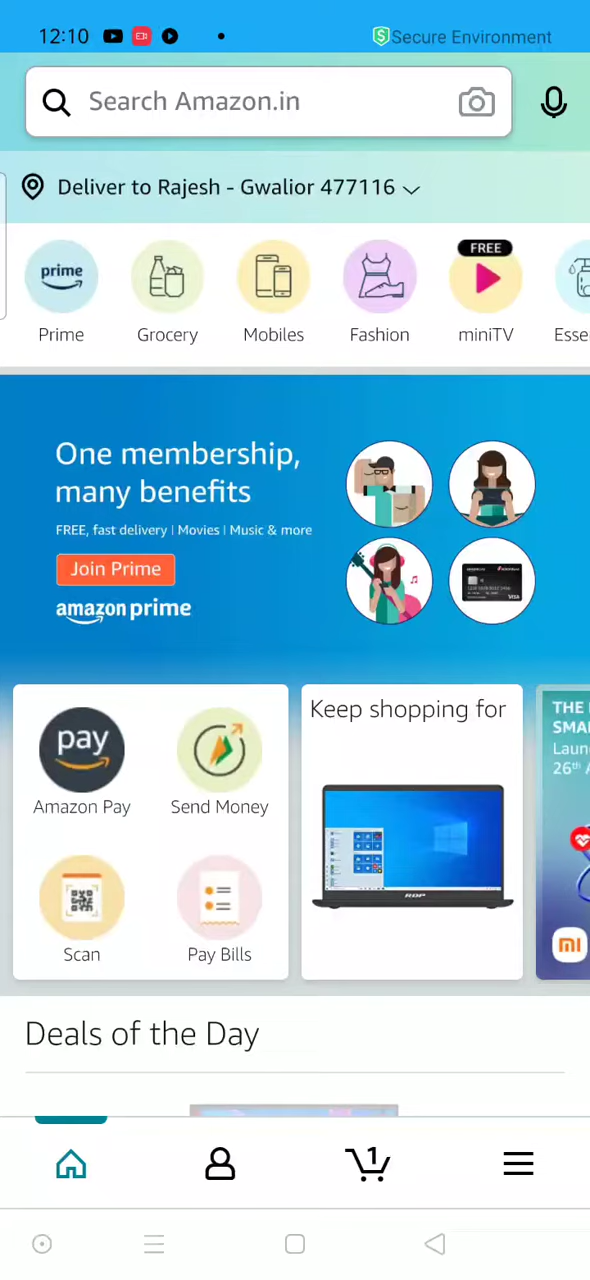 12:10
Secure Environment
Search Amazon.in
Deliver to Rajesh - Gwalior 477116
prime
FREE
Prime
Grocery
Mobiles
Fashion
miniTV
Esse
One membership,
many benefits
FREE, fast delivery | Movies | Music & more
Join Prime
amazon prime
pay
Amazon Pay
Send Money
Scan
Pay Bills
Keep shopping for
RDP
VISA
THE
SMA
Laun
26th
mi
Deals of the Day
1